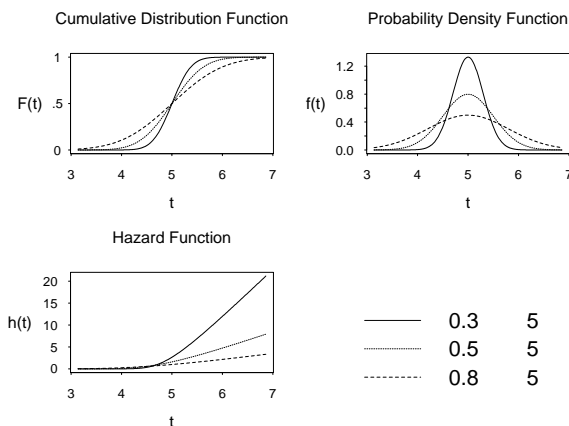 Cumulative Distribution Function
1
.5
0
F(t)
3 4 5 6 7
t
Probability Density Function
1.2
0.8
0.4
0.0
f(t)
3 4 5 6 7
t
Hazard Function
20
15
10
5
0
h(t)
3 4 5 6 7
t
0.3 5
0.5 5
0.8 5